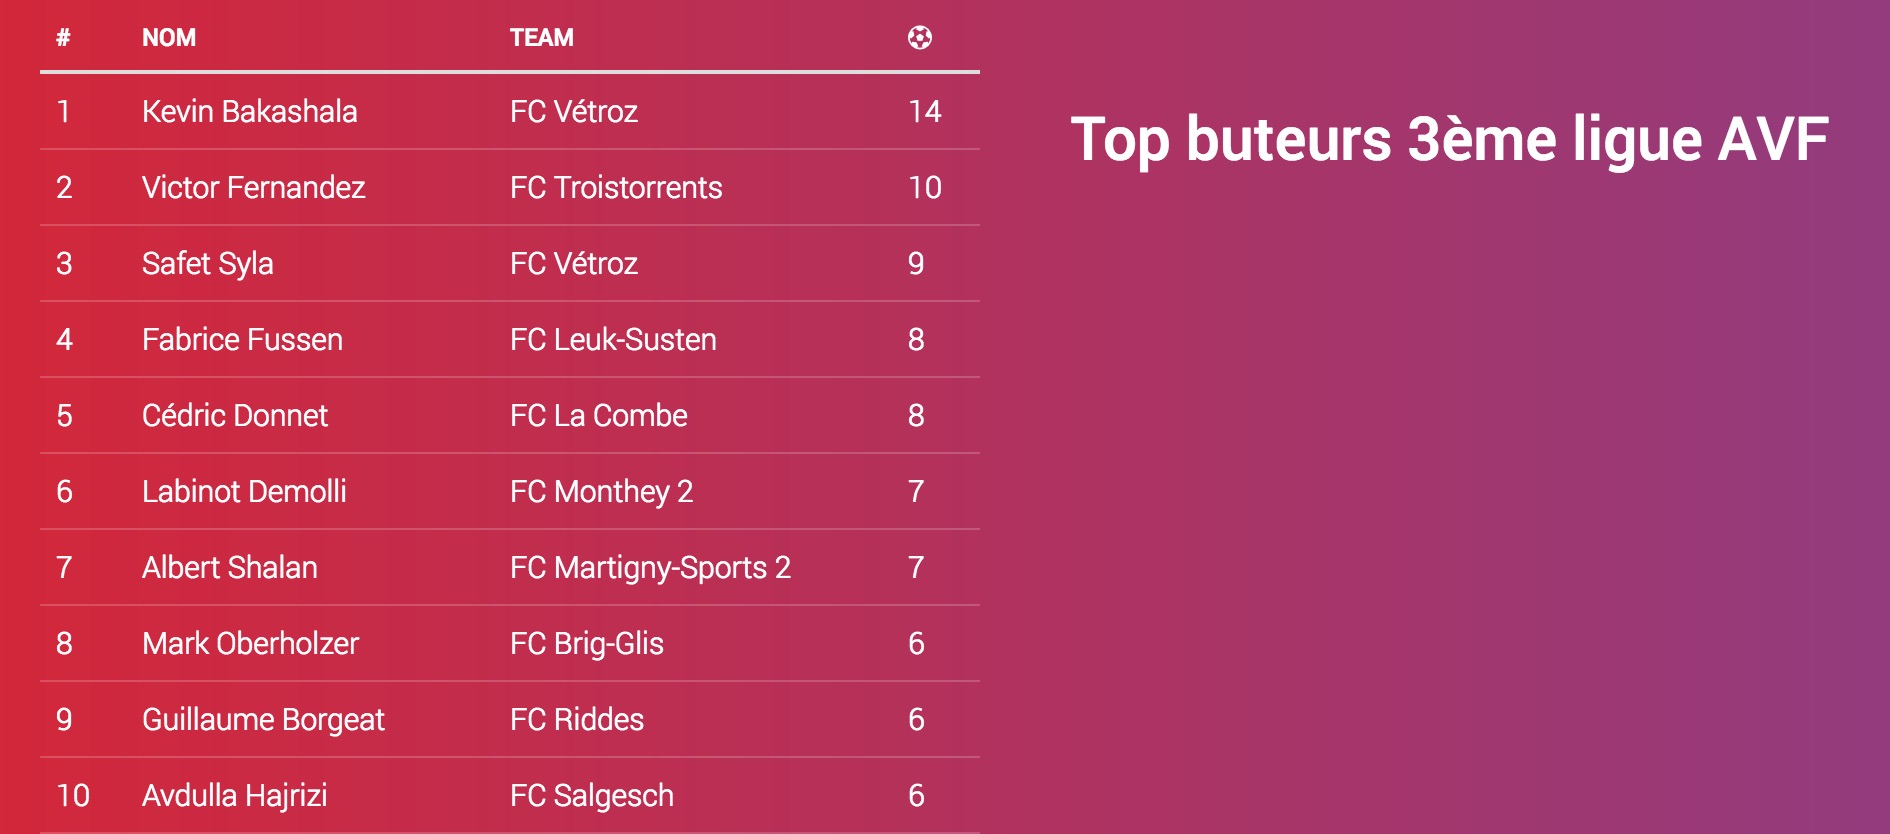 # NOM TEAM
1 Kevin Bakashala FC Vétroz 14
2 Victor Fernandez FC Troistorrents 10
3 Safet Syla FC Vétroz 9
4 Fabrice Fussen FC Leuk-Susten 8
5 Cédric Donnet FC La Combe 8
6 Labinot Demolli FC Monthey 2 7
7 Albert Shalan FC Martigny-Sports 2 7
8 Mark Oberholzer FC Brig-Glis 6
9 Guillaume Borgeat FC Riddes 6
10 Avdulla Hajrizi FC Salgesch 6
Top buteurs 3ème ligue AVF